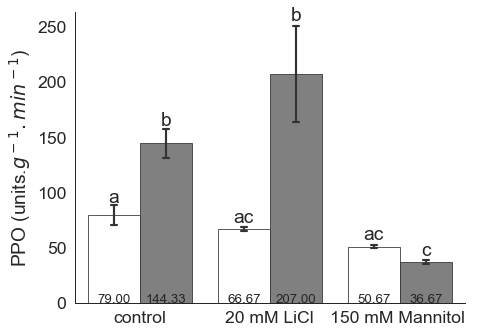 PPO (units.g⁻¹.min⁻¹)
250
200
150
100
50
0
a
b
ac
b
ac
c
79.00 144.33 66.67 207.00 50.67 36.67
control 20 mM LiCl 150 mM Mannitol